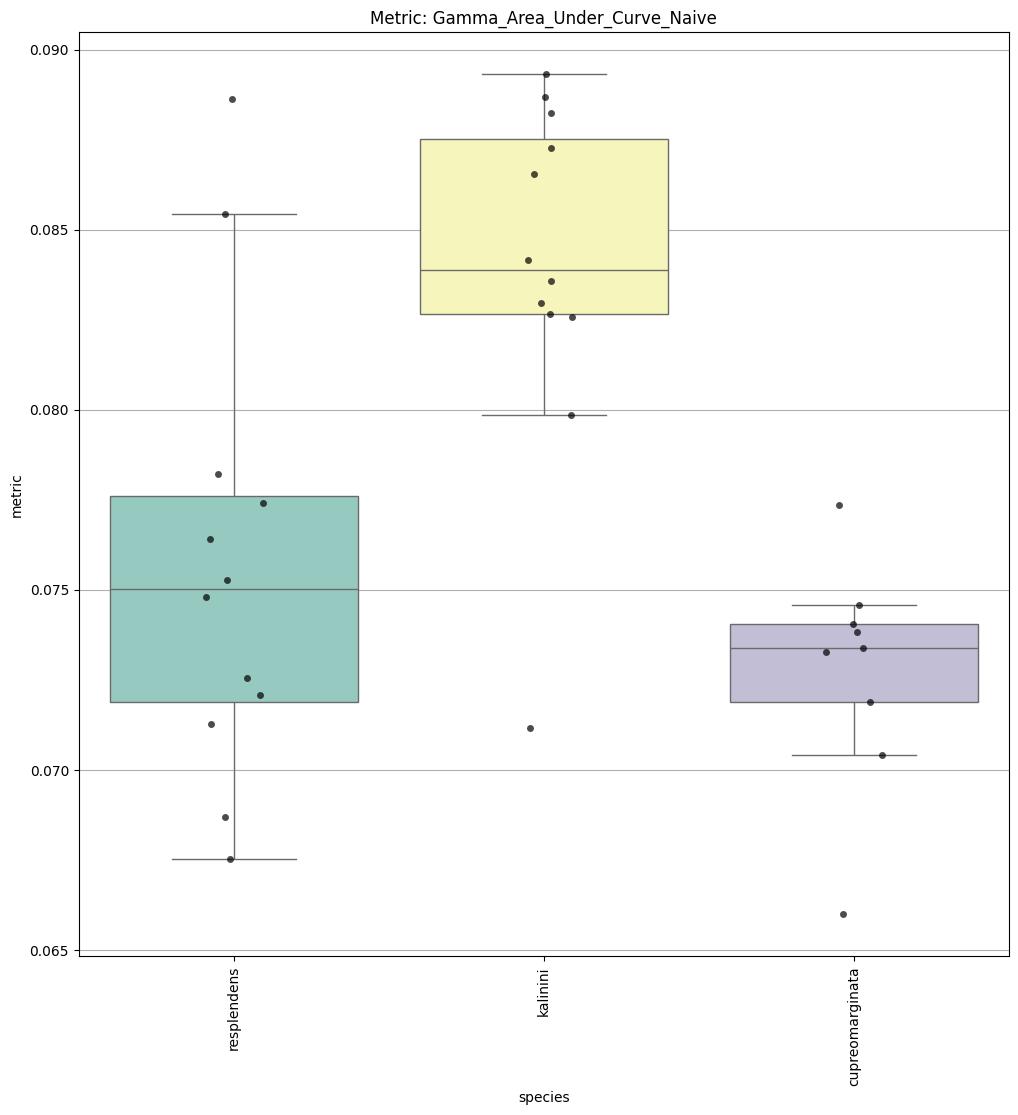 Metric: Gamma_Area_Under_Curve_Naive
0.090
0.085
0.080
0.075
0.070
0.065
metric
resplendens
kalinini
cupreomarginata
species